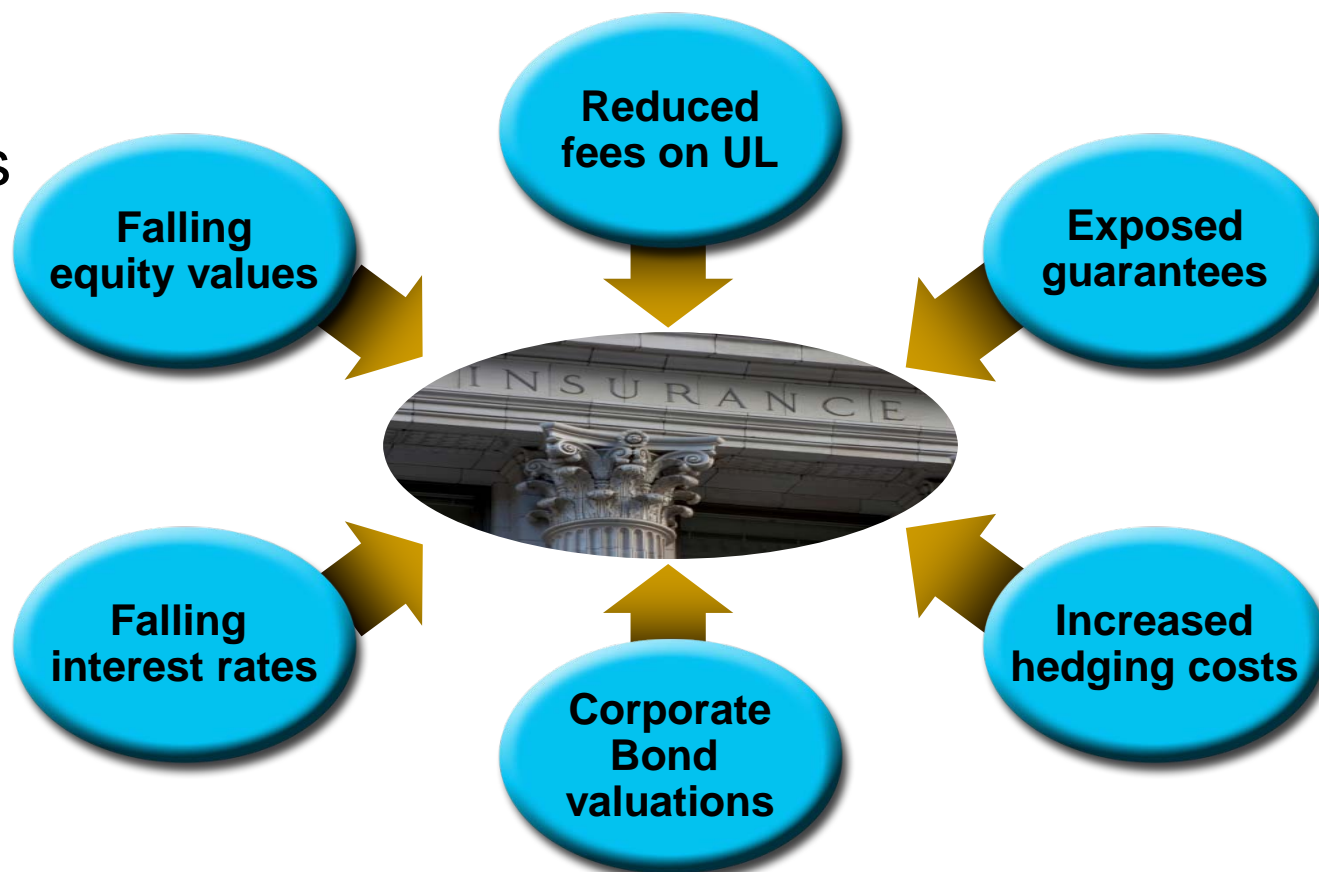 Reduced
fees on UL
s
Falling
equity values
Exposed
guarantees
INSURANCE
Falling
interest rates
Increased
hedging costs
Corporate
Bond
valuations